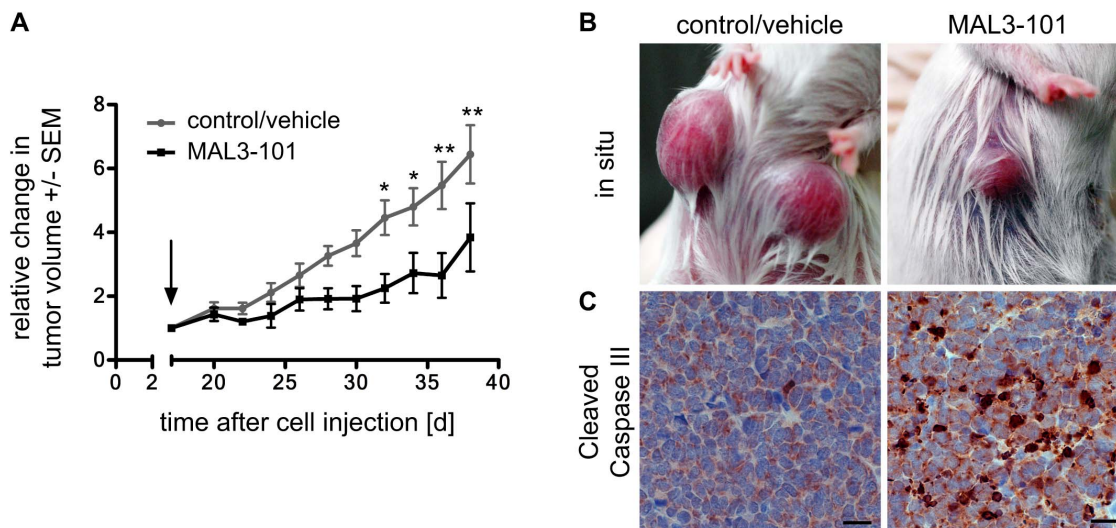 A
control/vehicle
MAL3-101
relative change in
tumor volume +/- SEM
8
6
4
2
0
* * ** **
0 2 20 25 30 35 40
time after cell injection [d]
B
control/vehicle MAL3-101
in situ
C
Cleaved
Caspase III